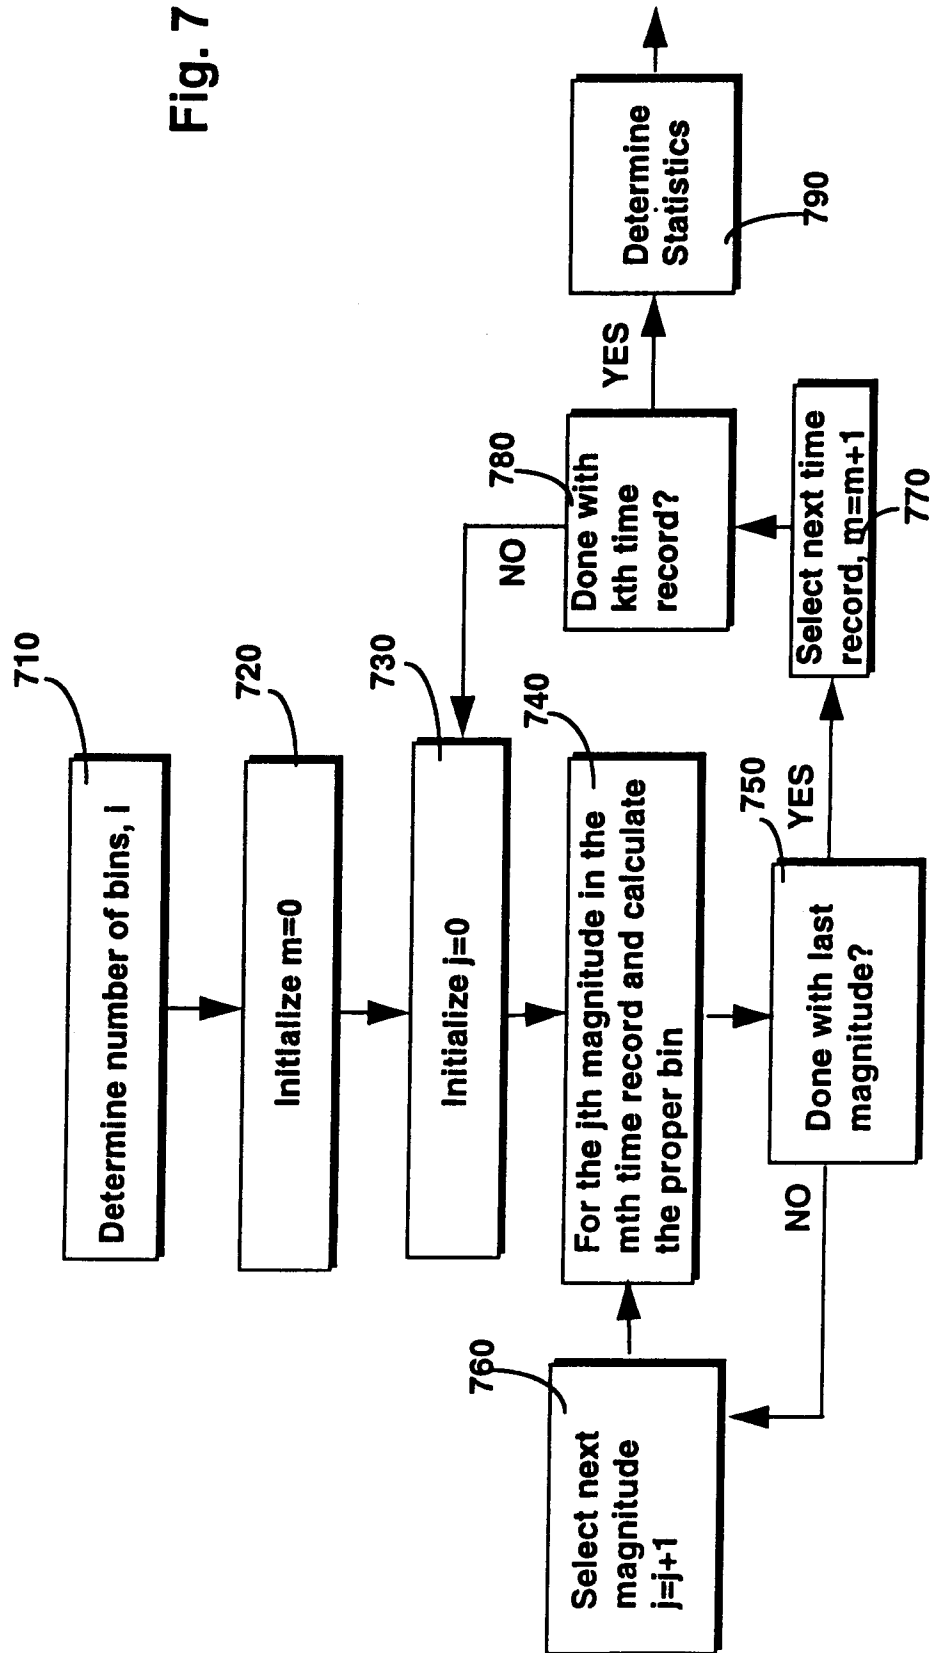 Fig. 7
710
Determine number of bins, i
720
Initialize m=0
730
Initialize j=0
740
For the jth magnitude in the
mth time record and calculate
the proper bin
750
Done with last
magnitude?
NO
YES
760
Select next
magnitude
j=j+1
Select next time
record, m=m+1
770
780
Done with
kth time
record?
NO
YES
Determine
Statistics
790